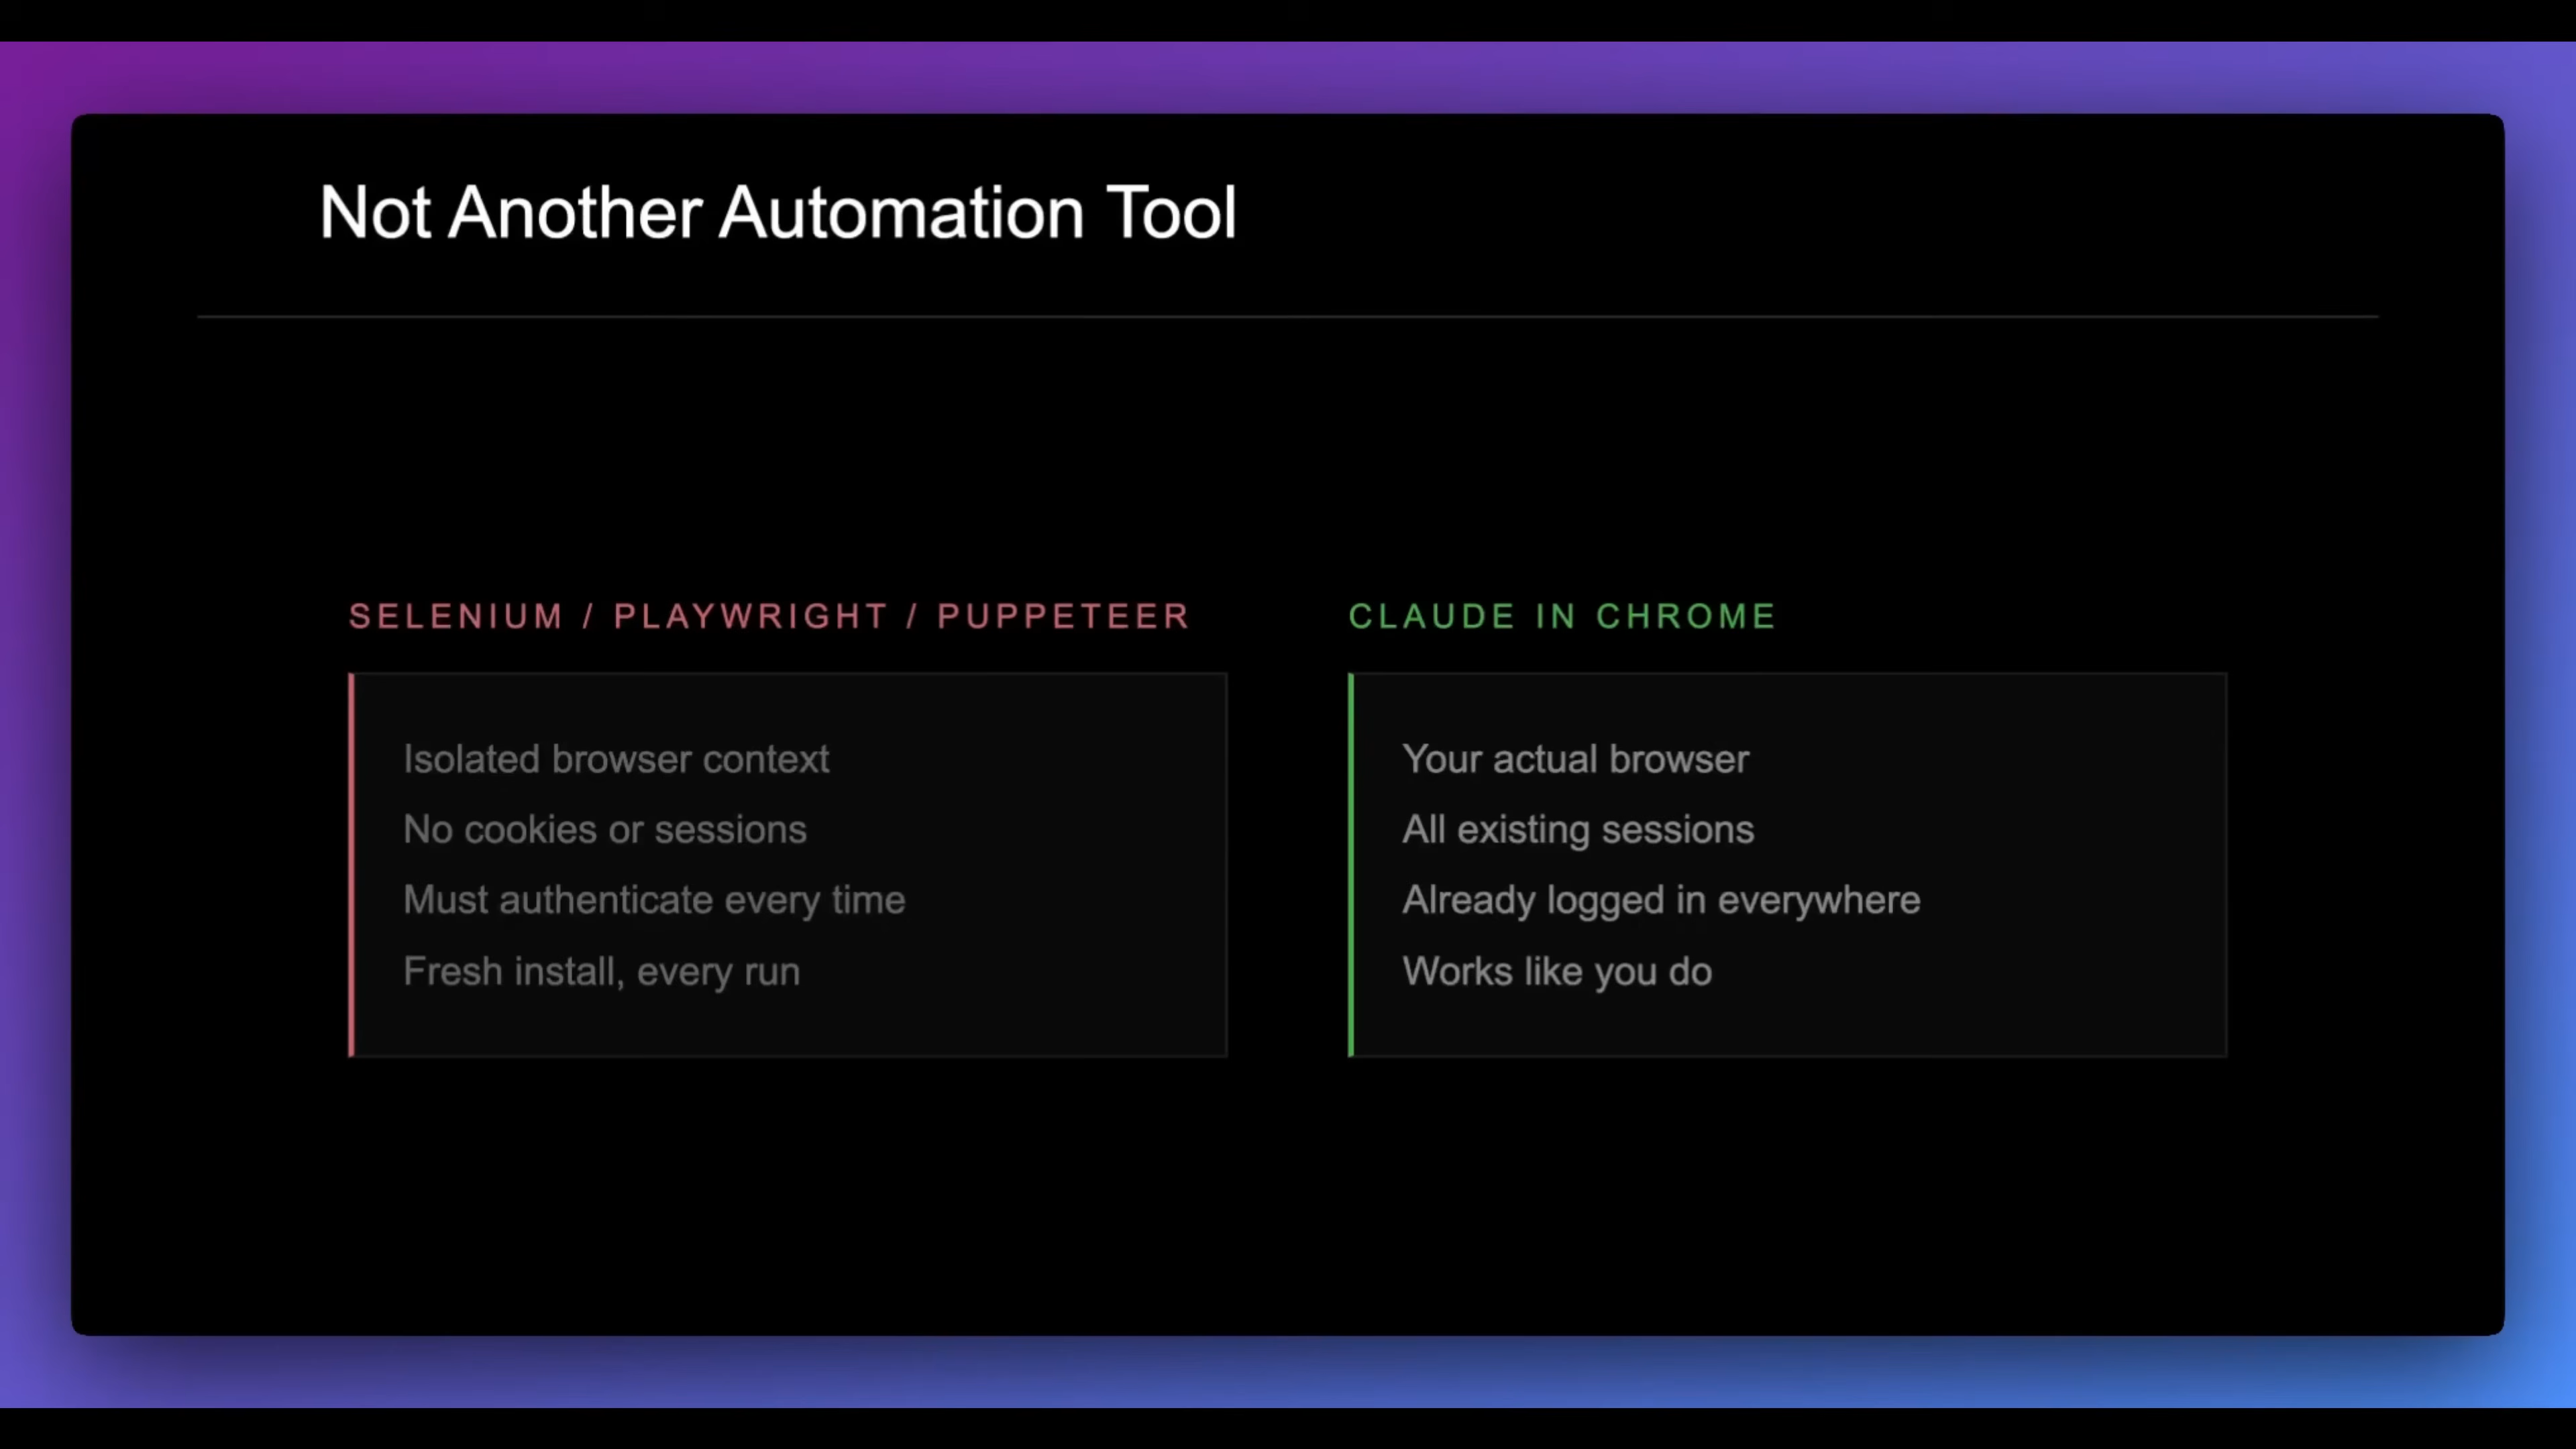 Not Another Automation Tool
SELENIUM / PLAYWRIGHT / PUPPETEER
Isolated browser context
No cookies or sessions
Must authenticate every time
Fresh install, every run
CLAUDE IN CHROME
Your actual browser
All existing sessions
Already logged in everywhere
Works like you do